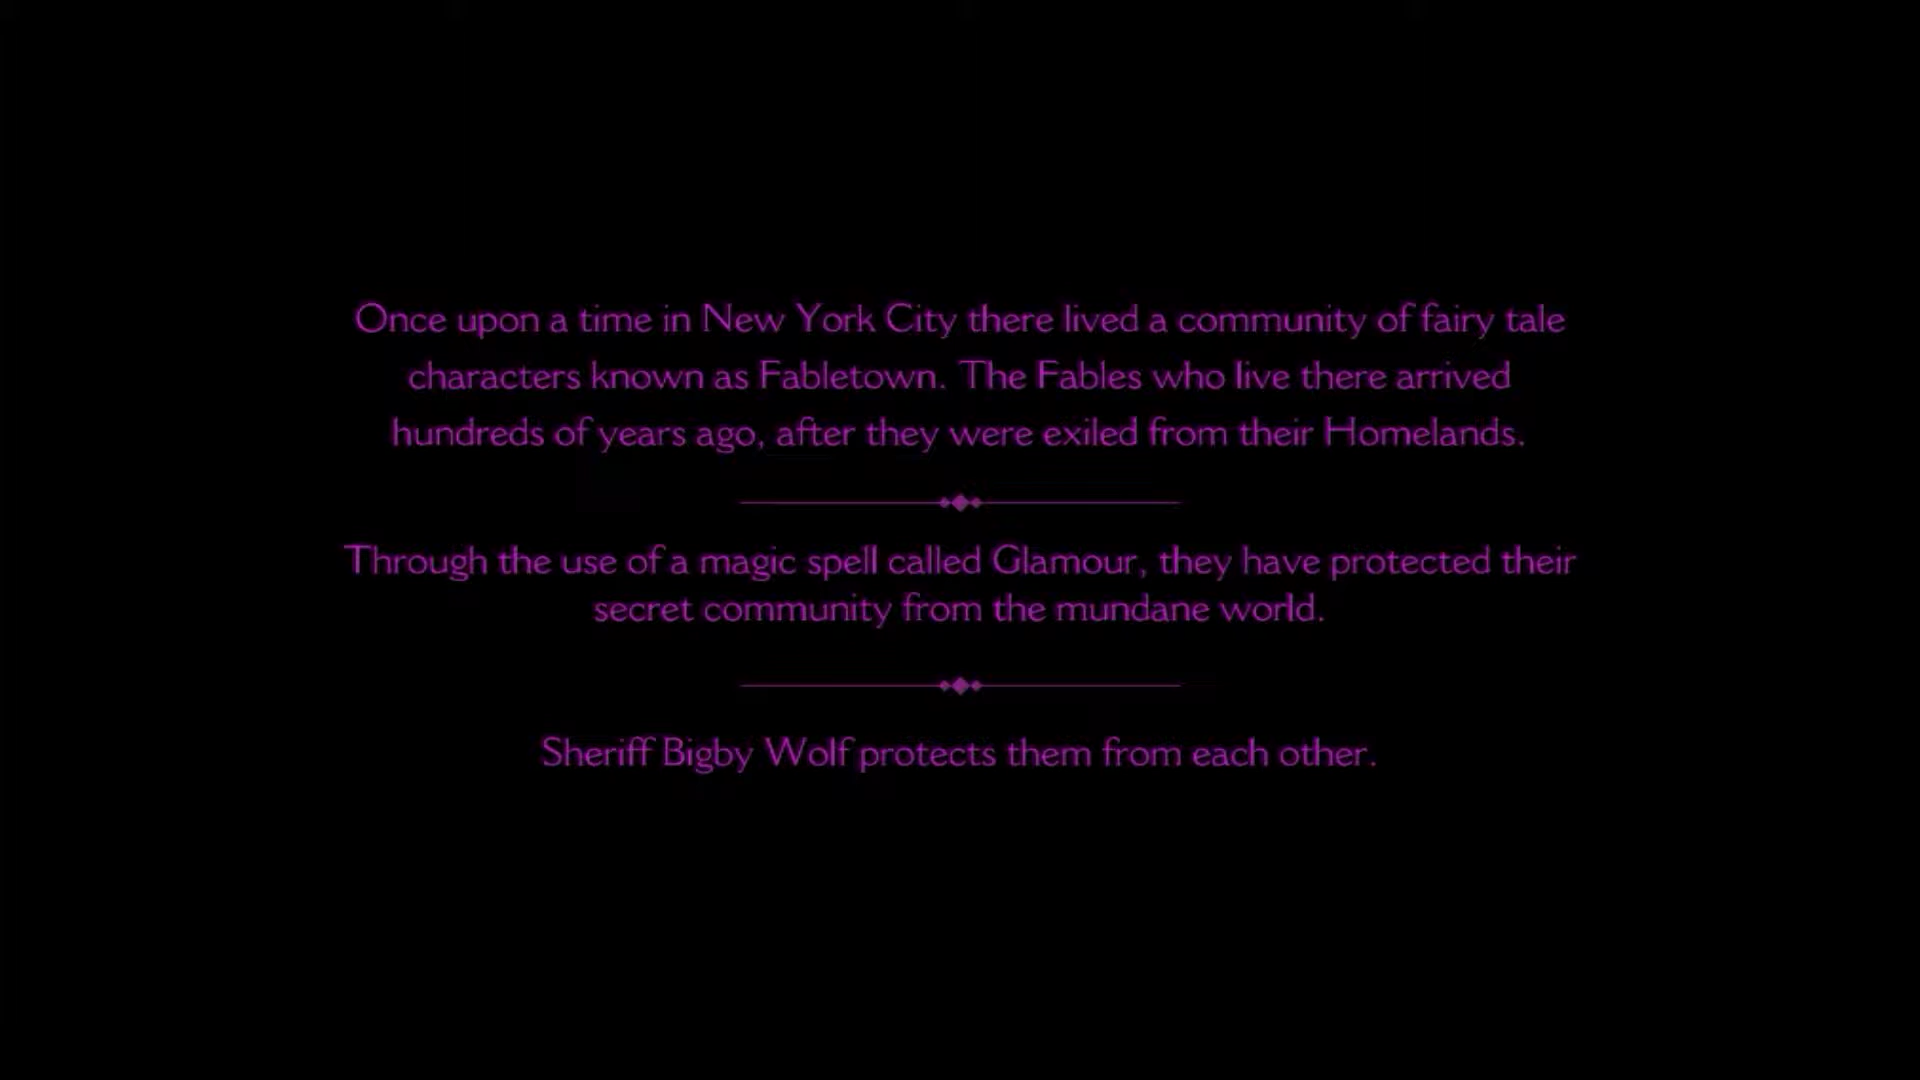 Once upon a time in New York City there lived a community of fairy tale
characters known as Fabletown. The Fables who live there arrived
hundreds of years ago, after they were exiled from their Homelands.
Through the use of a magic spell called Glamour, they have protected their
secret community from the mundane world.
Sheriff Bigby Wolf protects them from each other.